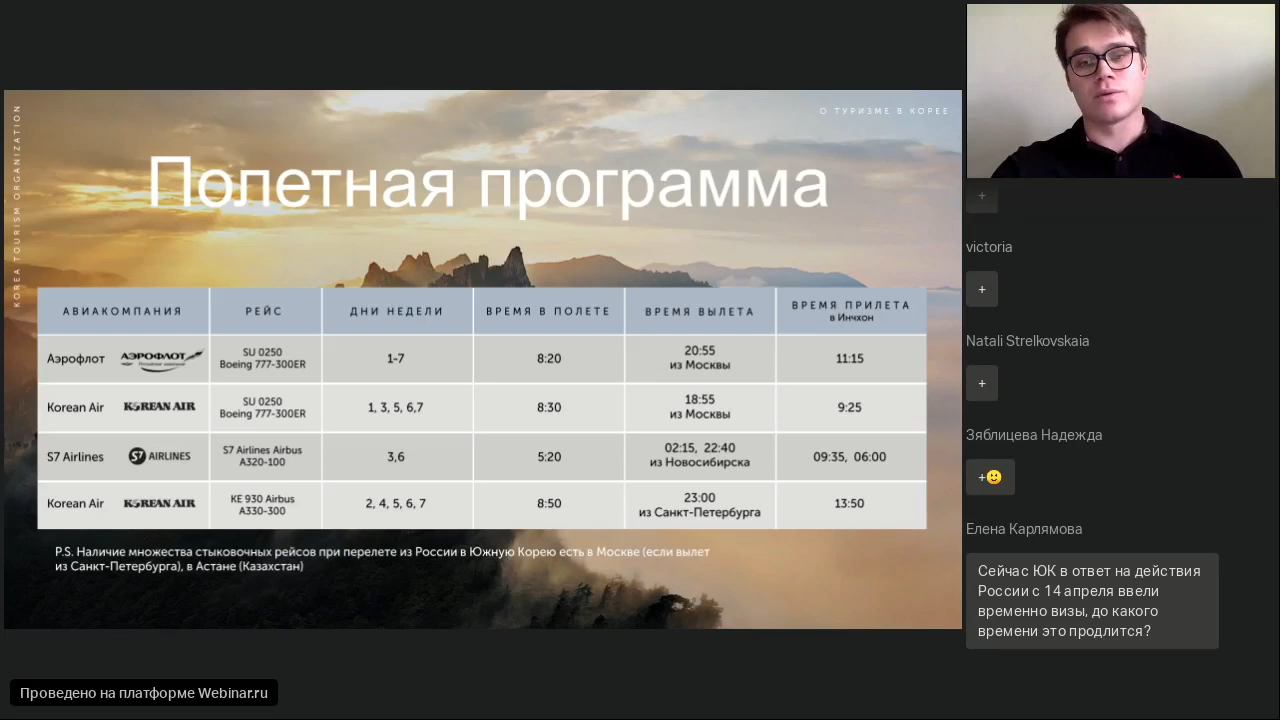 KOREA TOURISM ORGANIZATION
О ТУРИЗМЕ В КОРЕЕ
Полетная программа
АВИАКОМПАНИЯ
РЕЙС
ДНИ НЕДЕЛИ
ВРЕМЯ В ПОЛЕТЕ
ВРЕМЯ ВЫЛЕТА
ВРЕМЯ ПРИЛЕТА
в Инчхон
Аэрофлот
АЭРОФЛОТ
SU 0250
Boeing 777-300ER
1-7
8:20
20:55
из Москвы
11:15
Korean Air
KOREAN AIR
SU 0250
Boeing 777-300ER
1, 3, 5, 6,7
8:30
18:55
из Москвы
9:25
S7 Airlines
S7 AIRLINES
S7 Airlines Airbus
A320-100
3,6
5:20
02:15, 22:40
из Новосибирска
09:35, 06:00
Korean Air
KOREAN AIR
KE 930 Airbus
A330-300
2, 4, 5, 6, 7
8:50
23:00
из Санкт-Петербурга
13:50
P.S. Наличие множества стыковочных рейсов при перелете из России в Южную Корею есть в Москве (если вылет
из Санкт-Петербурга), в Астане (Казахстан)
+
victoria
+
Natali Strelkovskaia
+
Зяблицева Надежда
+🙂
Елена Карлямова
Сейчас ЮК в ответ на действия
России с 14 апреля ввели
временно визы, до какого
времени это продлится?
Проведено на платформе Webinar.ru